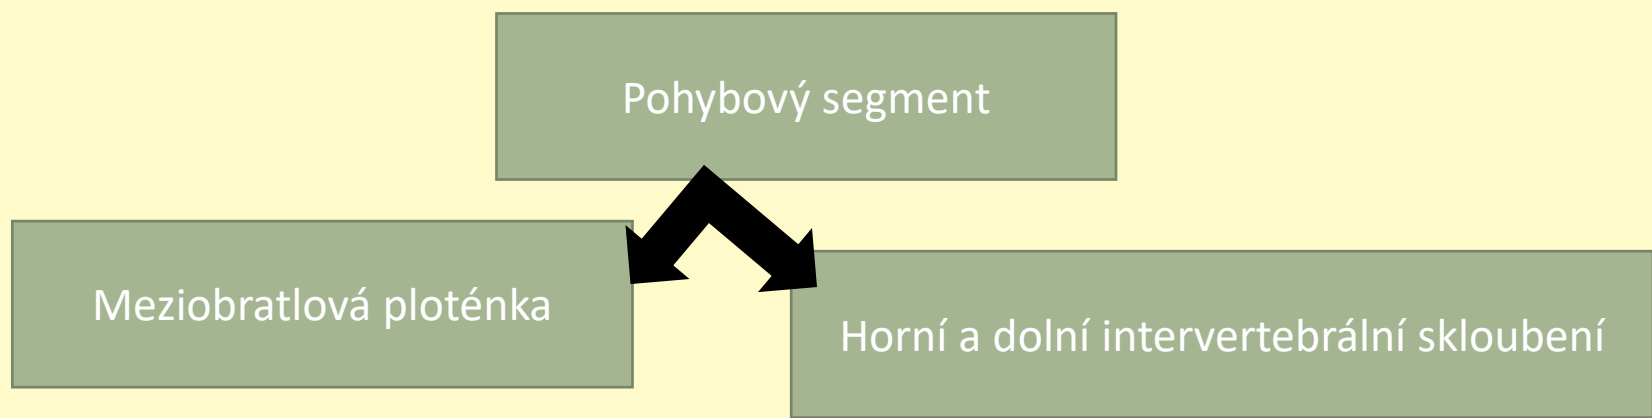 Pohybový segment
Meziobratlová ploténka
Horní a dolní intervertebrální skloubení